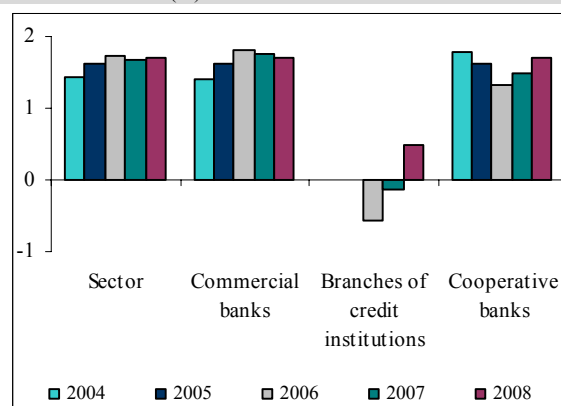 2
1
0
-1
Sector
Commercial
banks
Branches of
credit
institutions
Cooperative
banks
2004 2005 2006 2007 2008